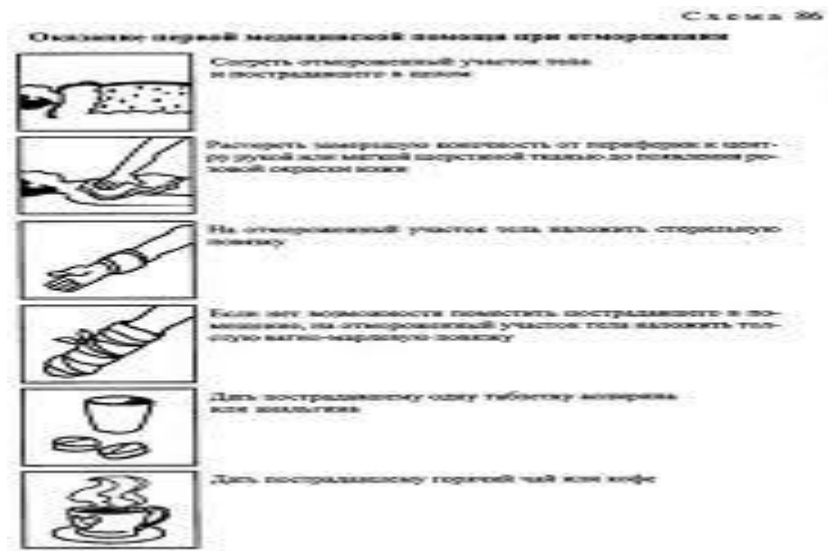 Схема 86
Оказание первой медицинской помощи при отморожении
Согреть отмороженный участок тела
и пострадавшего в целом
Растереть замерзшую конечность от периферии к цент-
ру рукой или мягкой шерстяной тканью до появления ро-
зовой окраски кожи
На отмороженный участок тела наложить стерильную
повязку
Если нет возможности поместить пострадавшего в по-
мещение, на отмороженный участок тела наложить тол-
стую ватно-марлевую повязку
Дать пострадавшему одну таблетку аспирина
или анальгина
Дать пострадавшему горячий чай или кофе